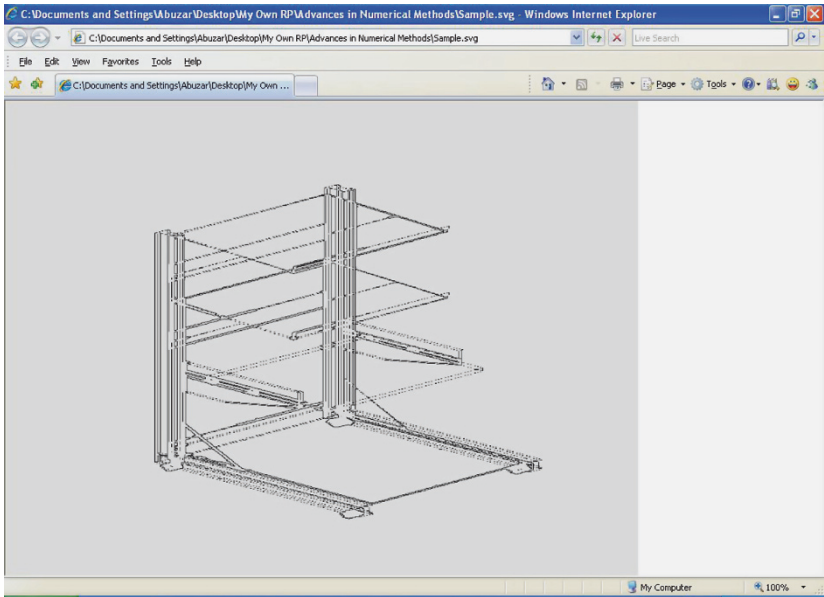 C:\Documents and Settings\Abuzar\Desktop\My Own RP\Advances in Numerical Methods\Sample.svg - Windows Internet Explorer
C:\Documents and Settings\Abuzar\Desktop\My Own RP\Advances in Numerical Methods\Sample.svg
Live Search
File Edit View Favorites Tools Help
C:\Documents and Settings\Abuzar\Desktop\My Own ...
Page Tools
My Computer
100%